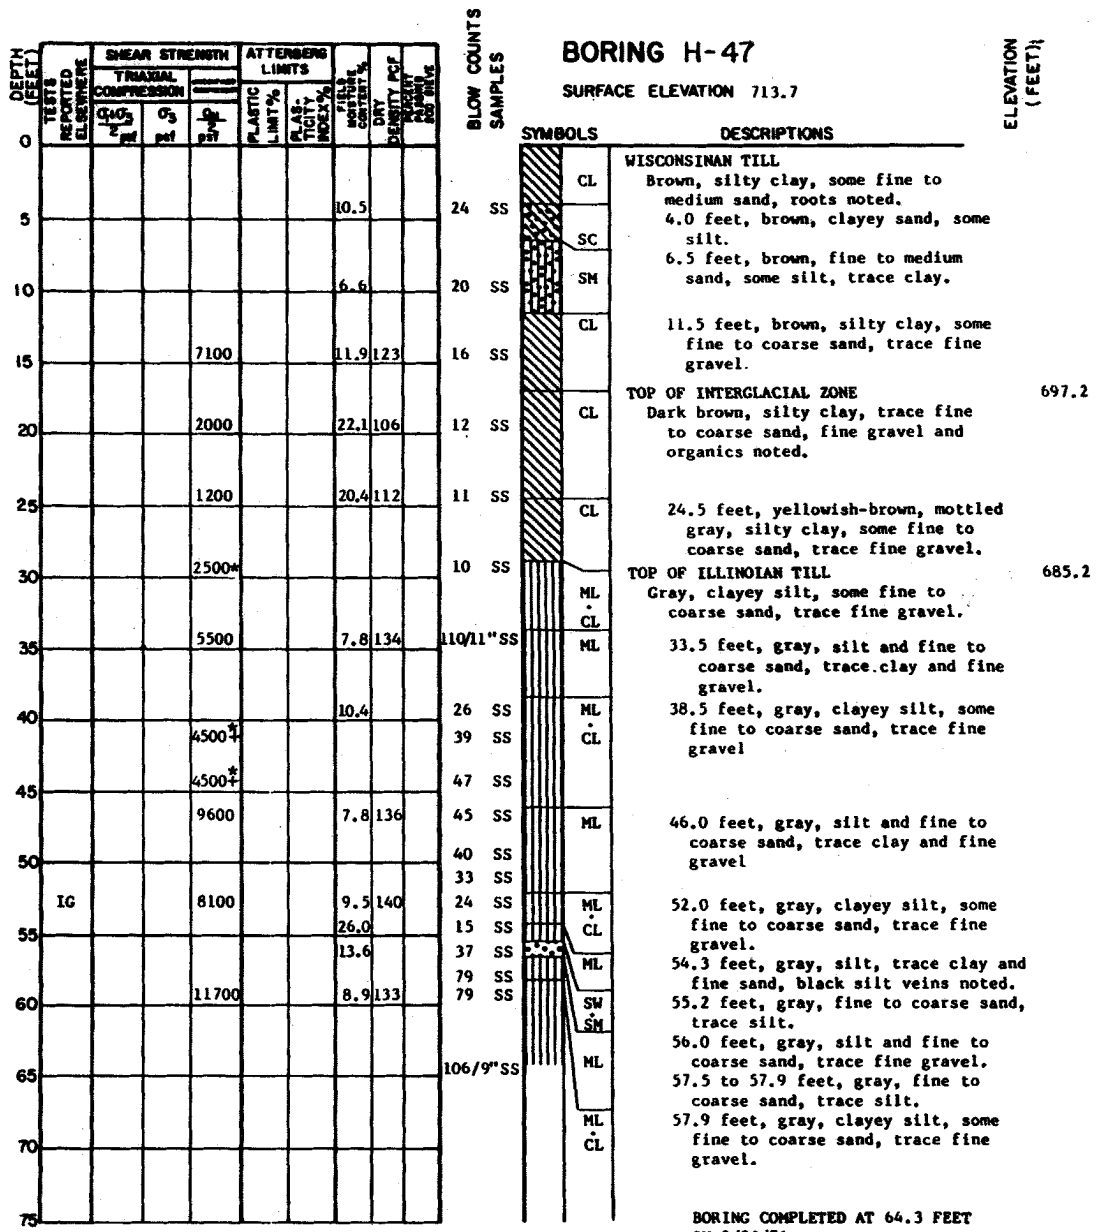 BORING H-47
SURFACE ELEVATION 713.7
DEPTH (FEET)
TESTS REPORTED ELSEWHERE
SHEAR STRENGTH
TRIAXIAL COMPRESSION
psf
σ3 psf
psf
ATTERBERG LIMITS
PLASTIC LIMIT%
PLAS-TICITY INDEX%
FIELD MOISTURE CONTENT %
DRY DENSITY PCF
PERCENT PASSING 200 SIEVE
BLOW COUNTS
SAMPLES
SYMBOLS
DESCRIPTIONS
ELEVATION (FEET)
0
WISCONSINAN TILL
CL Brown, silty clay, some fine to
medium sand, roots noted.
10.5 24 SS
5
4.0 feet, brown, clayey sand, some
SC silt.
6.5 feet, brown, fine to medium
SM sand, some silt, trace clay.
10 6.6 20 SS
CL 11.5 feet, brown, silty clay, some
fine to coarse sand, trace fine
gravel.
15 7100 11.9 123 16 SS
TOP OF INTERGLACIAL ZONE 697.2
CL Dark brown, silty clay, trace fine
to coarse sand, fine gravel and
organics noted.
20 2000 22.1 106 12 SS
1200 20.4 112 11 SS
25
CL 24.5 feet, yellowish-brown, mottled
gray, silty clay, some fine to
coarse sand, trace fine gravel.
2500* 10 SS
30
TOP OF ILLINOIAN TILL 685.2
ML Gray, clayey silt, some fine to
CL coarse sand, trace fine gravel.
35 5500 7.8 134 110/11" SS
ML 33.5 feet, gray, silt and fine to
coarse sand, trace.clay and fine
gravel.
10.4 26 SS
40
ML 38.5 feet, gray, clayey silt, some
CL fine to coarse sand, trace fine
gravel
4500+* 39 SS
4500+* 47 SS
45
9600 7.8 136 45 SS
ML 46.0 feet, gray, silt and fine to
coarse sand, trace clay and fine
gravel
50 40 SS
33 SS
IG 8100 9.5 140 24 SS
ML 52.0 feet, gray, clayey silt, some
CL fine to coarse sand, trace fine
gravel.
55 26.0 15 SS
13.6 37 SS
ML 54.3 feet, gray, silt, trace clay and
fine sand, black silt veins noted.
79 SS
60 11700 8.9 133 79 SS
SW 55.2 feet, gray, fine to coarse sand,
SM trace silt.
ML 56.0 feet, gray, silt and fine to
coarse sand, trace fine gravel.
65 106/9" SS
57.5 to 57.9 feet, gray, fine to
coarse sand, trace silt.
ML 57.9 feet, gray, clayey silt, some
CL fine to coarse sand, trace fine
gravel.
70
75
BORING COMPLETED AT 64.3 FEET